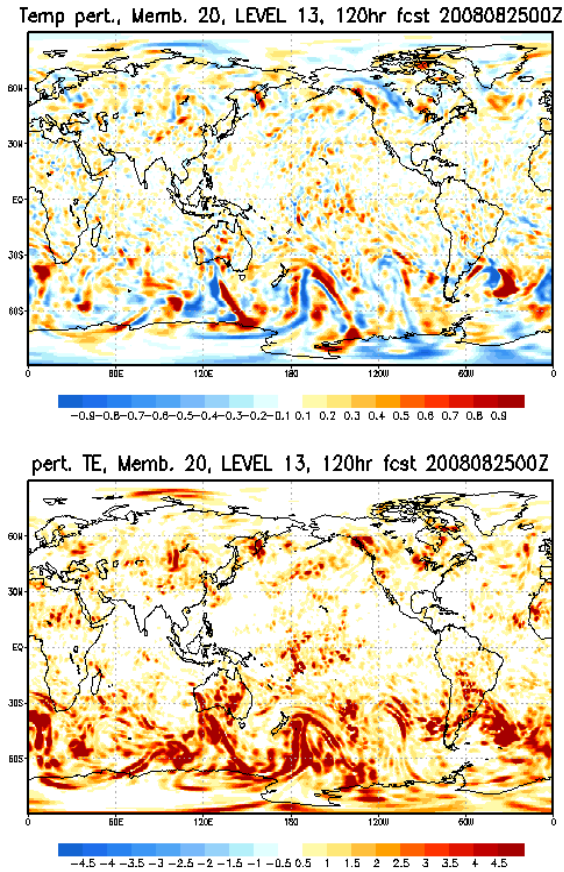 Temp pert., Memb. 20, LEVEL 13, 120hr fcst 2008082500Z
60N
30N
EQ
30S
60S
0 60E 120E 180 120W 60W 0
-0.9 -0.8 -0.7 -0.6 -0.5 -0.4 -0.3 -0.2 -0.1 0.1 0.2 0.3 0.4 0.5 0.6 0.7 0.8 0.9
pert. TE, Memb. 20, LEVEL 13, 120hr fcst 2008082500Z
60N
30N
EQ
30S
60S
0 60E 120E 180 120W 60W 0
-4.5 -4 -3.5 -3 -2.5 -2 -1.5 -1 -0.5 0.5 1 1.5 2 2.5 3 3.5 4 4.5